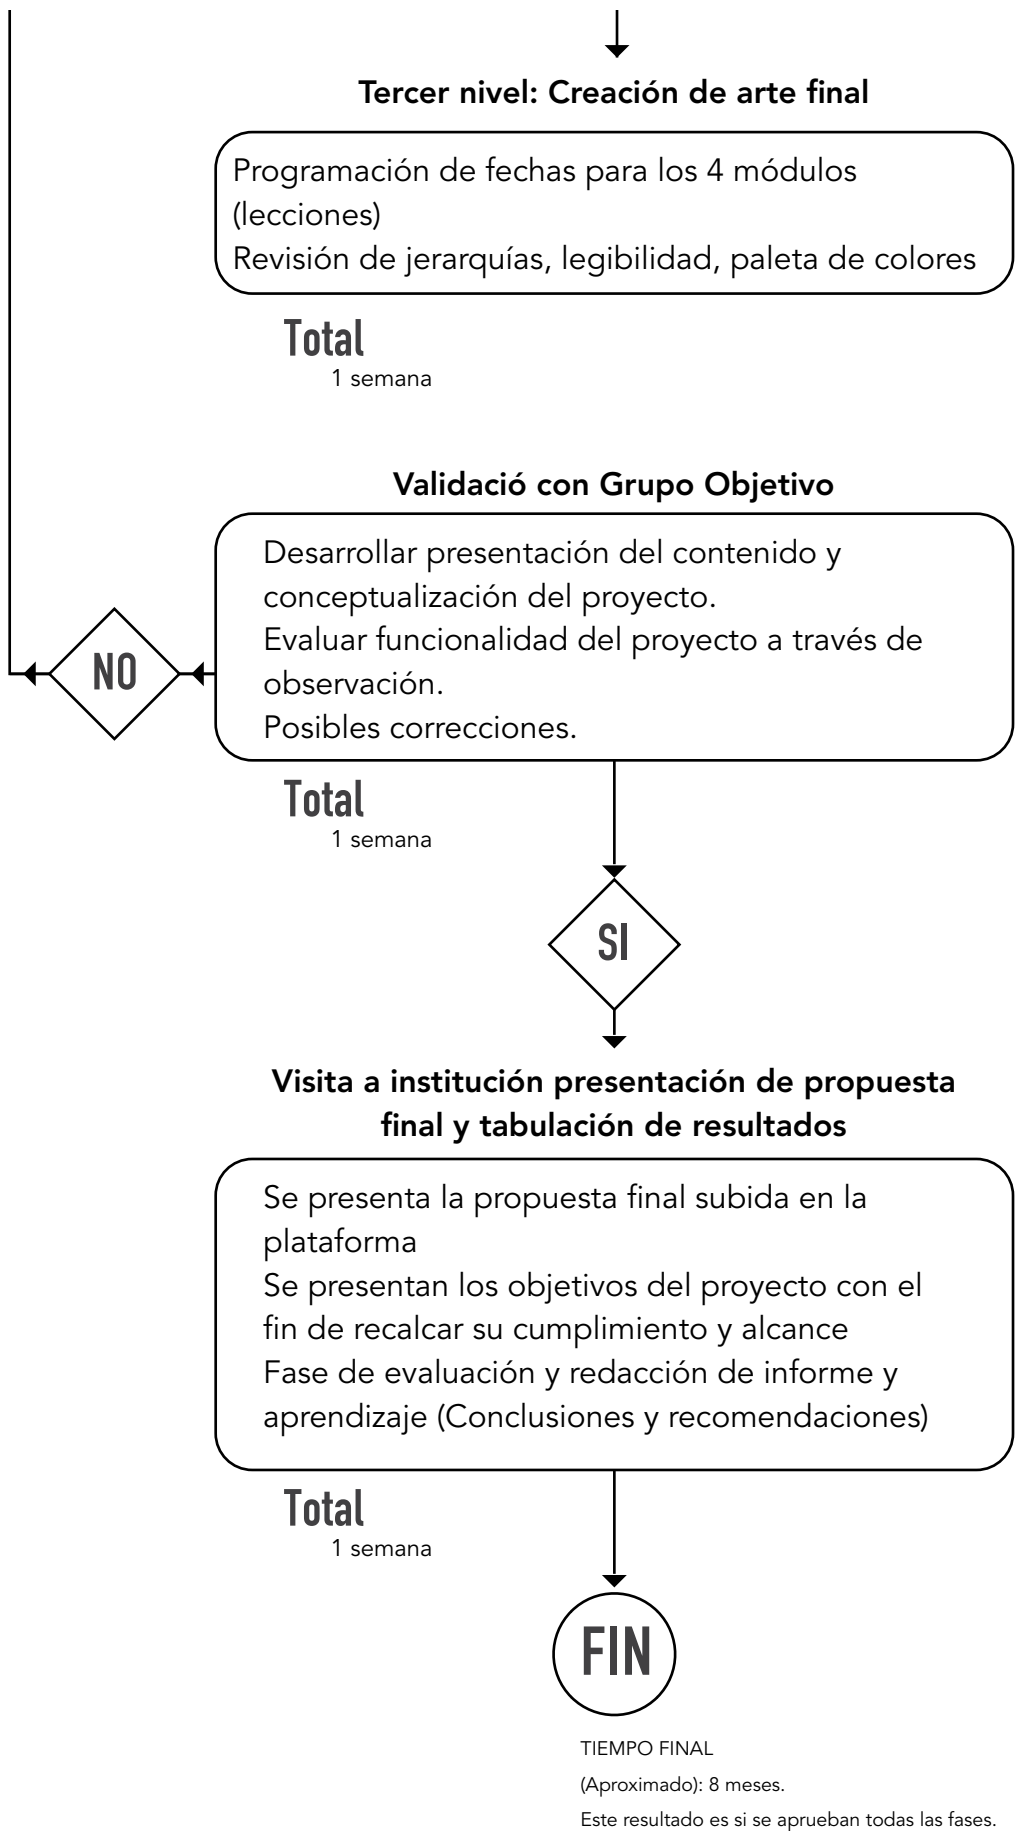 Tercer nivel: Creación de arte final
Programación de fechas para los 4 módulos
(lecciones)
Revisión de jerarquías, legibilidad, paleta de colores
Total
1 semana
Validació con Grupo Objetivo
Desarrollar presentación del contenido y
conceptualización del proyecto.
Evaluar funcionalidad del proyecto a través de
observación.
Posibles correcciones.
NO
Total
1 semana
SI
Visita a institución presentación de propuesta
final y tabulación de resultados
Se presenta la propuesta final subida en la
plataforma
Se presentan los objetivos del proyecto con el
fin de recalcar su cumplimiento y alcance
Fase de evaluación y redacción de informe y
aprendizaje (Conclusiones y recomendaciones)
Total
1 semana
FIN
TIEMPO FINAL
(Aproximado): 8 meses.
Este resultado es si se aprueban todas las fases.